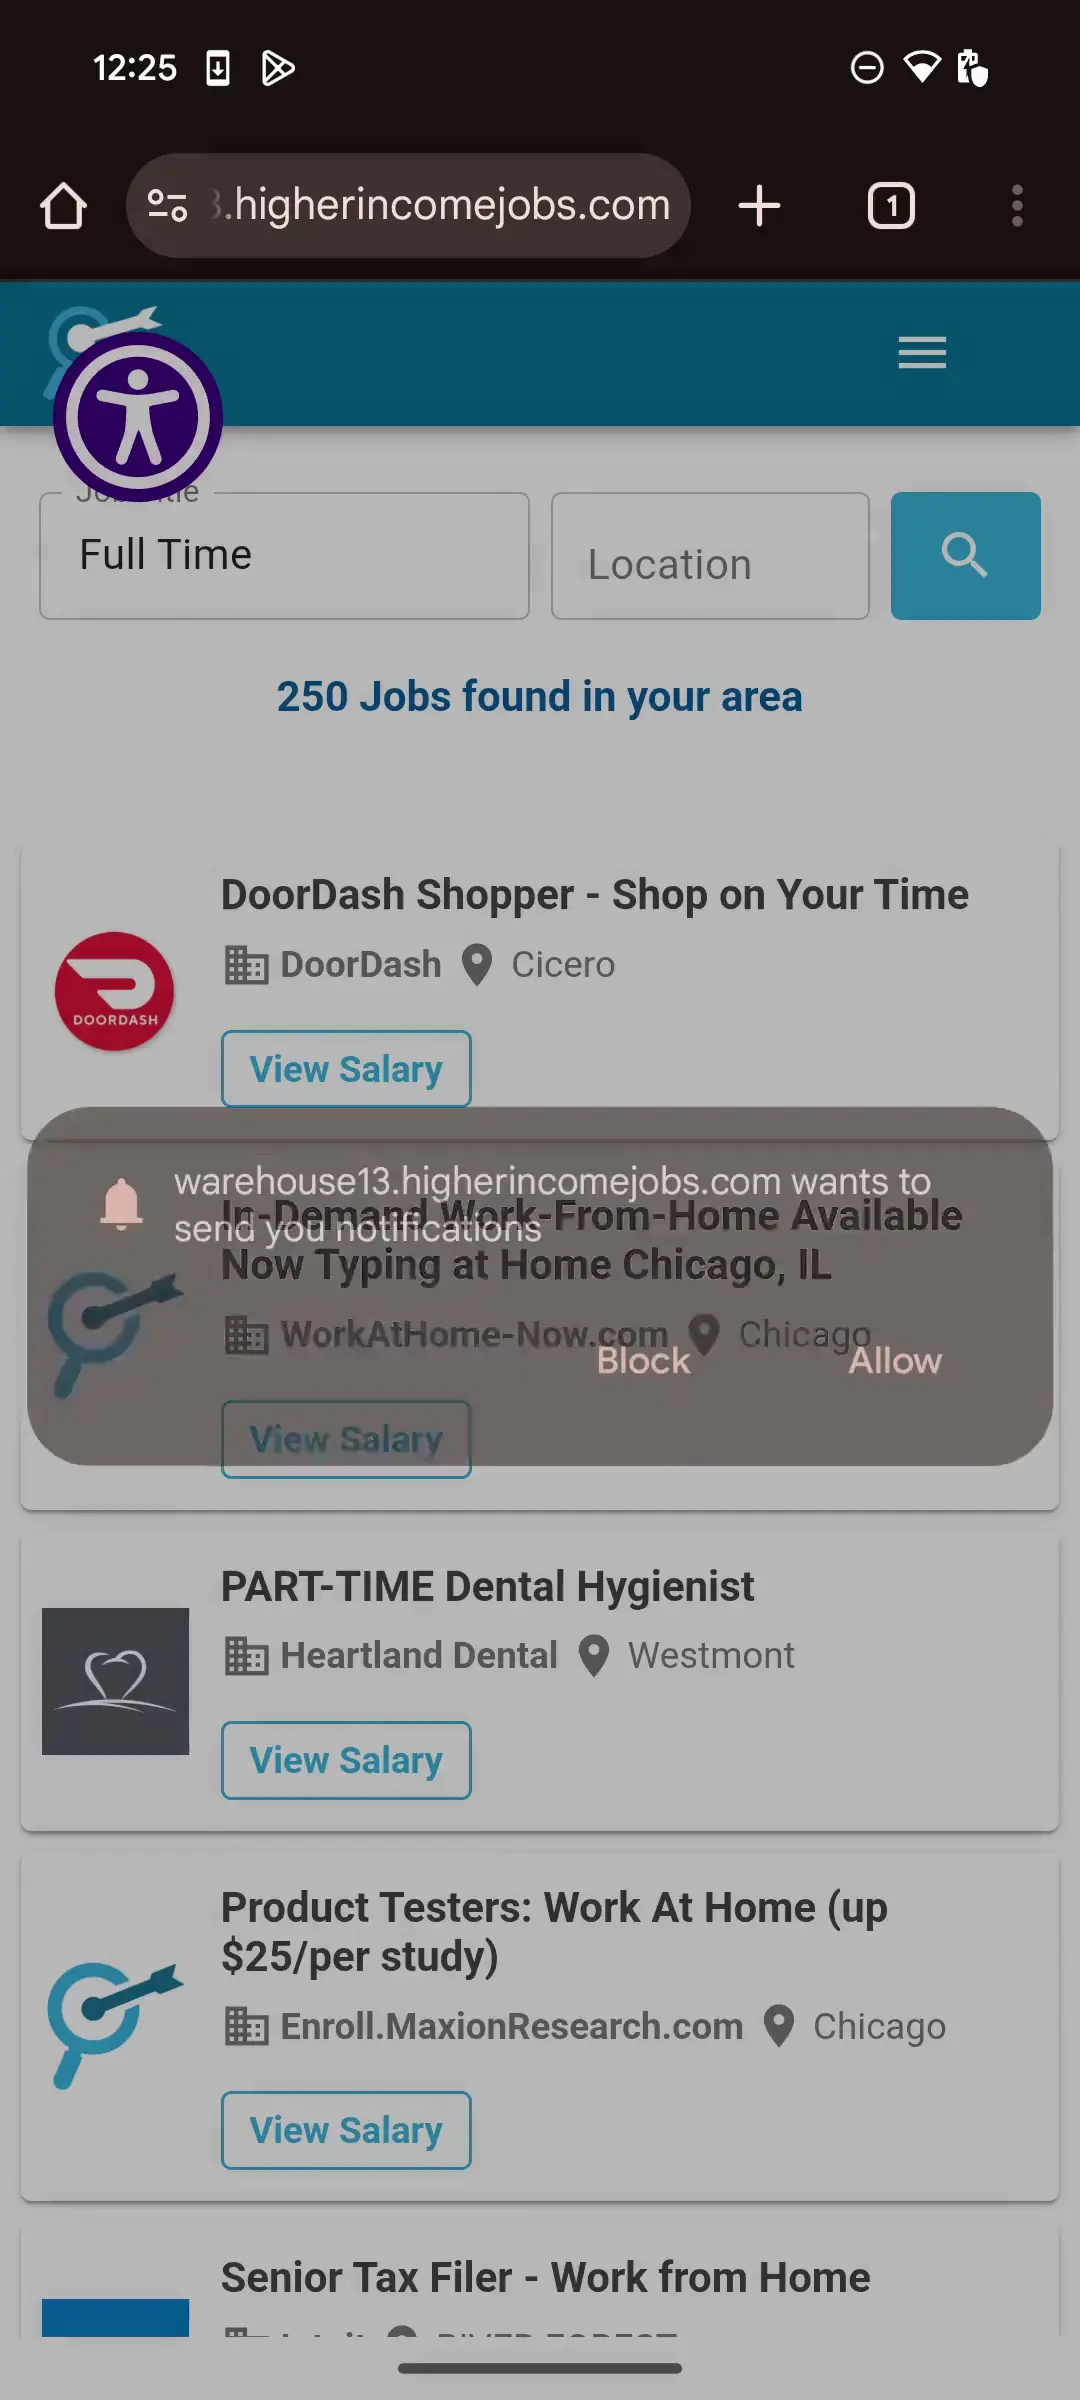 12:25
.higherincomejobs.com
1
Full Time
Location
250 Jobs found in your area
DoorDash Shopper - Shop on Your Time
DoorDash Cicero
DOORDASH
View Salary
warehouse13.higherincomejobs.com wants to
send you notifications
In-Demand Work-From-Home Available
Now Typing at Home Chicago, IL
WorkAtHome-Now.com Chicago
Block Allow
View Salary
PART-TIME Dental Hygienist
Heartland Dental Westmont
View Salary
Product Testers: Work At Home (up
$25/per study)
Enroll.MaxionResearch.com Chicago
View Salary
Senior Tax Filer - Work from Home